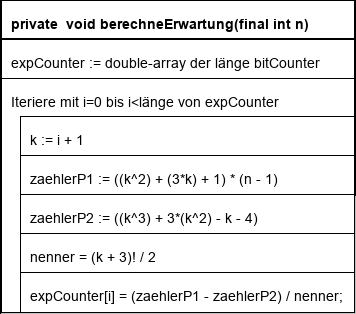 private void berechneErwartung(final int n)
expCounter := double-array der länge bitCounter
Iteriere mit i=0 bis i<länge von expCounter
k := i + 1
zaehlerP1 := ((k^2) + (3*k) + 1) * (n - 1)
zaehlerP2 := ((k^3) + 3*(k^2) - k - 4)
nenner = (k + 3)! / 2
expCounter[i] = (zaehlerP1 - zaehlerP2) / nenner;